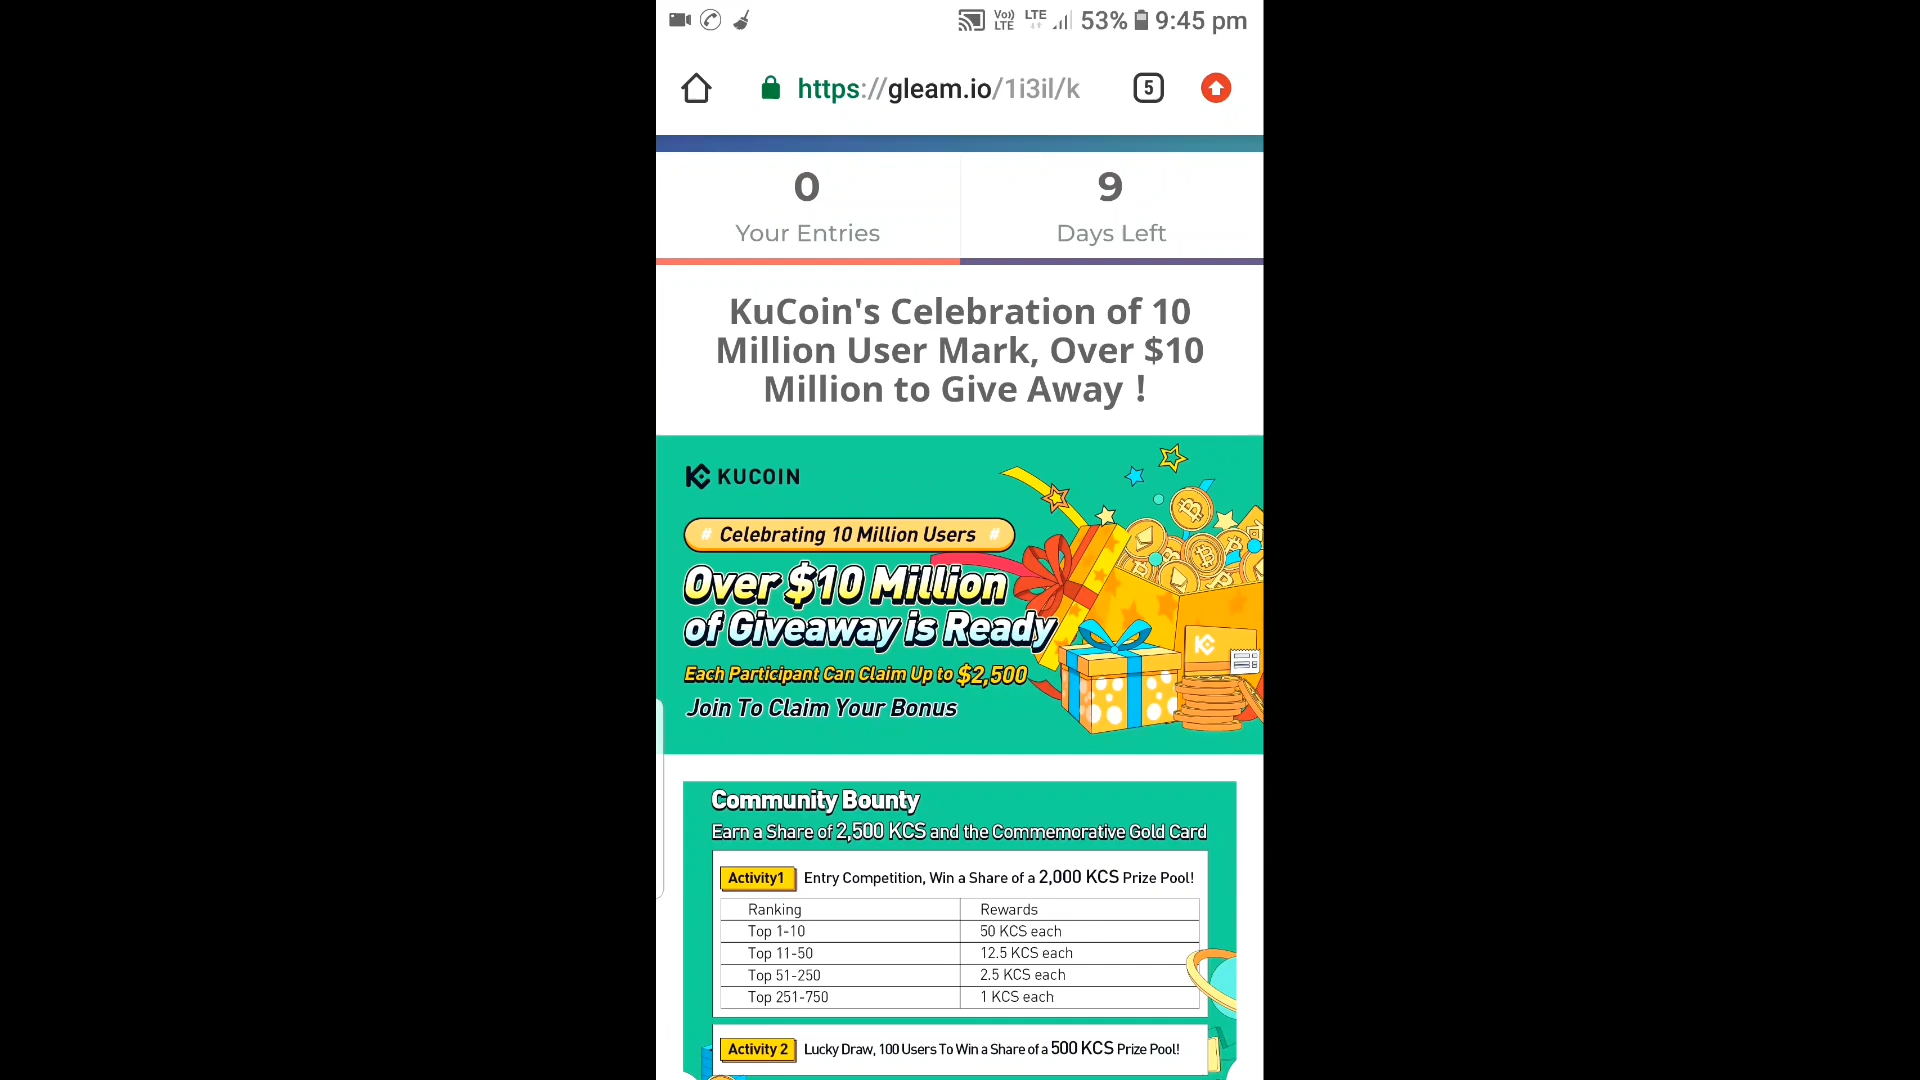 Vo)) LTE LTE 53% 9:45 pm
https://gleam.io/1i3il/k 5
0 9
Your Entries Days Left
KuCoin's Celebration of 10
Million User Mark, Over $10
Million to Give Away !
KUCOIN
# Celebrating 10 Million Users #
Over $10 Million
of Giveaway is Ready
Each Participant Can Claim Up to $2,500
Join To Claim Your Bonus
Community Bounty
Earn a Share of 2,500 KCS and the Commemorative Gold Card
Activity1 Entry Competition, Win a Share of a 2,000 KCS Prize Pool!
Ranking Rewards
Top 1-10 50 KCS each
Top 11-50 12.5 KCS each
Top 51-250 2.5 KCS each
Top 251-750 1 KCS each
Activity 2 Lucky Draw, 100 Users To Win a Share of a 500 KCS Prize Pool!